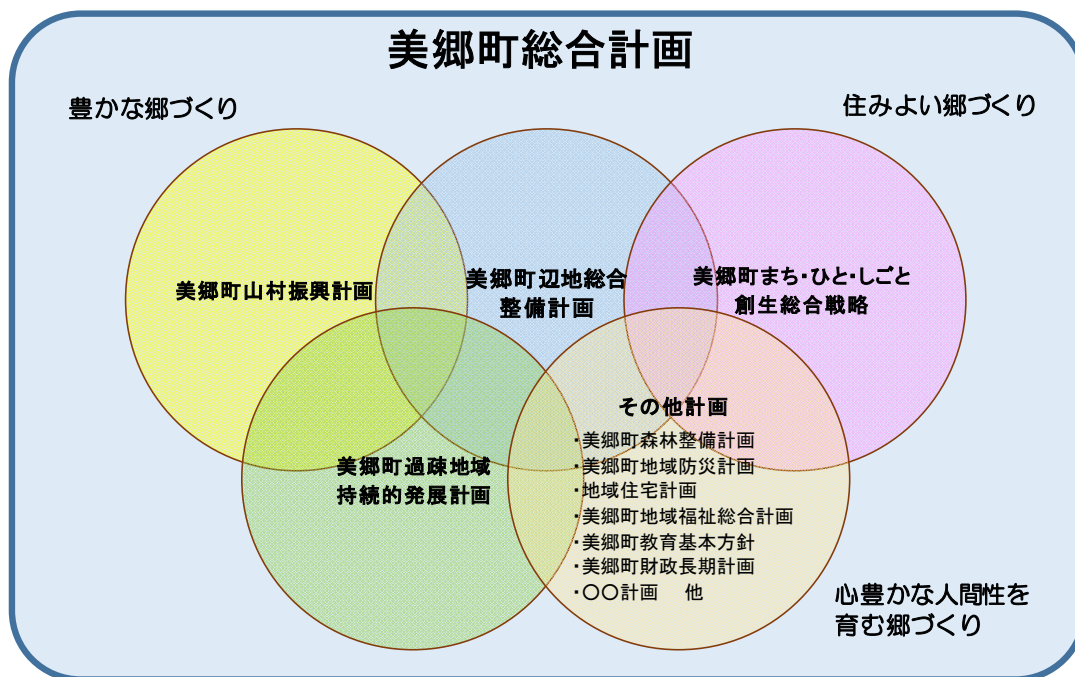 美郷町総合計画
豊かな郷づくり
住みよい郷づくり
美郷町山村振興計画
美郷町辺地総合
整備計画
美郷町まち・ひと・しごと
創生総合戦略
美郷町過疎地域
持続的発展計画
その他計画
・美郷町森林整備計画
・美郷町地域防災計画
・地域住宅計画
・美郷町地域福祉総合計画
・美郷町教育基本方針
・美郷町財政長期計画
・〇〇計画　他
心豊かな人間性を
育む郷づくり